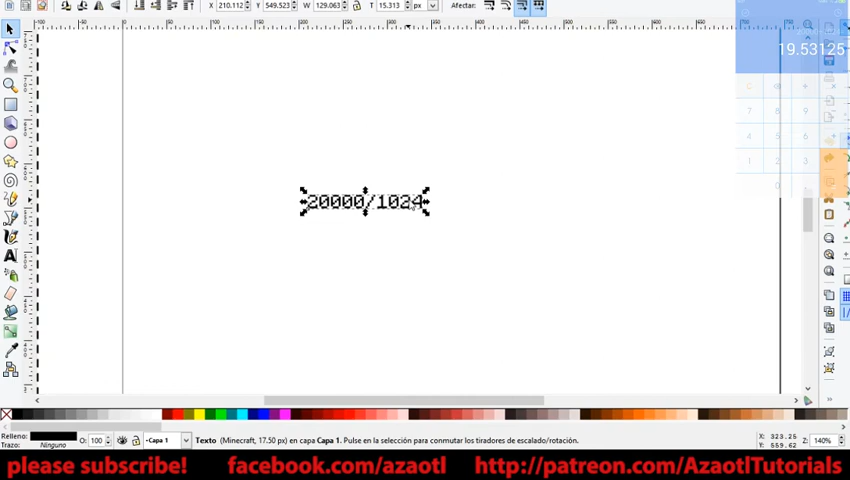 X 210.112 Y 549.523 W 129.063 T 15.313 px Afectar:
19.53125
20000/1024
A
Relleno: O: 100 -Capa 1 Texto (Minecraft, 17.50 px) en capa Capa 1. Pulse en la selección para conmutar los tiradores de escalado/rotación. X: 323.25 Z: 140%
Trazo: Ninguno Y: 559.62
please subscribe! facebook.com/azaotl http://patreon.com/AzaotlTutorials